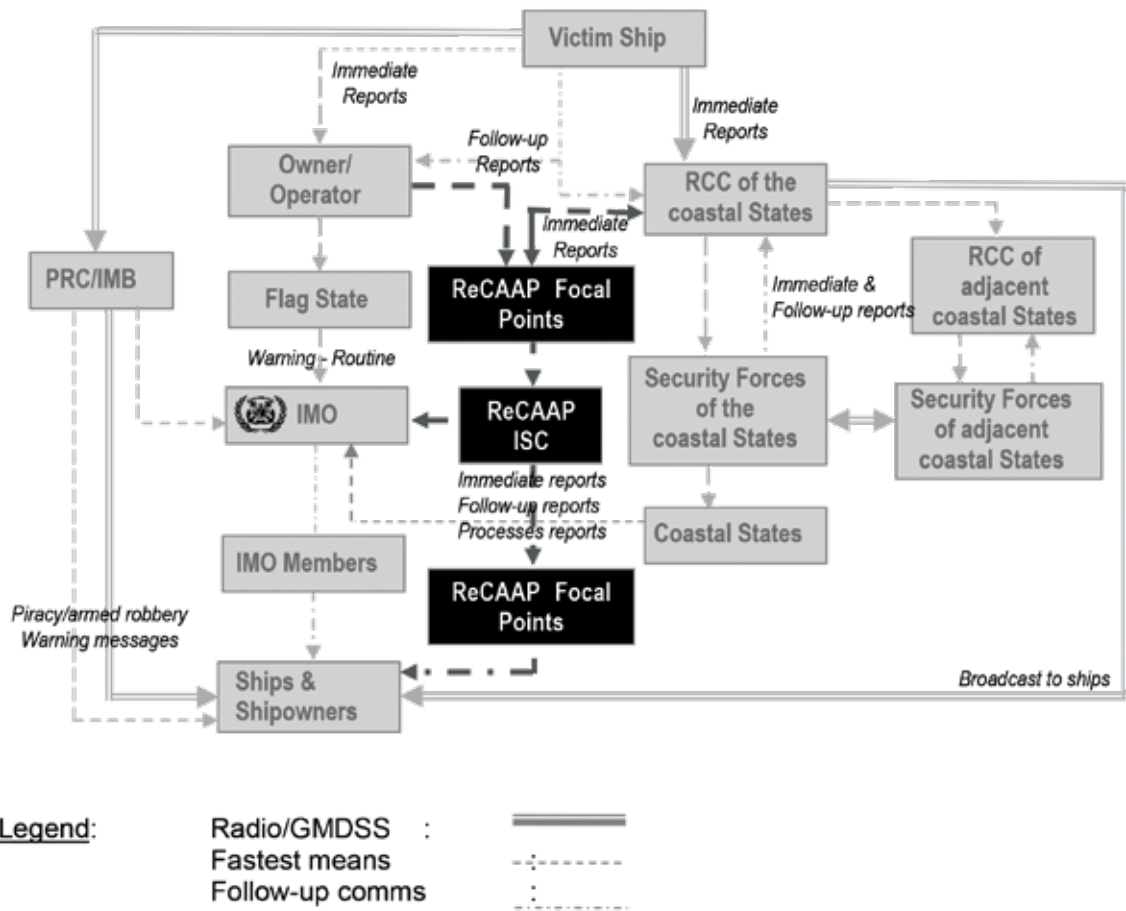 Victim Ship
Immediate
Reports
Immediate
Reports
Follow-up
Reports
Owner/
Operator
RCC of the
coastal States
Immediate
Reports
PRC/IMB
Flag State
ReCAAP Focal
Points
Immediate &
Follow-up reports
RCC of
adjacent
coastal States
Warning - Routine
IMO
ReCAAP
ISC
Security Forces
of the
coastal States
Security Forces
of adjacent
coastal States
Immediate reports
Follow-up reports
Processes reports
Coastal States
IMO Members
ReCAAP Focal
Points
Piracy/armed robbery
Warning messages
Ships &
Shipowners
Broadcast to ships
Legend:
Radio/GMDSS :
Fastest means :
Follow-up comms :